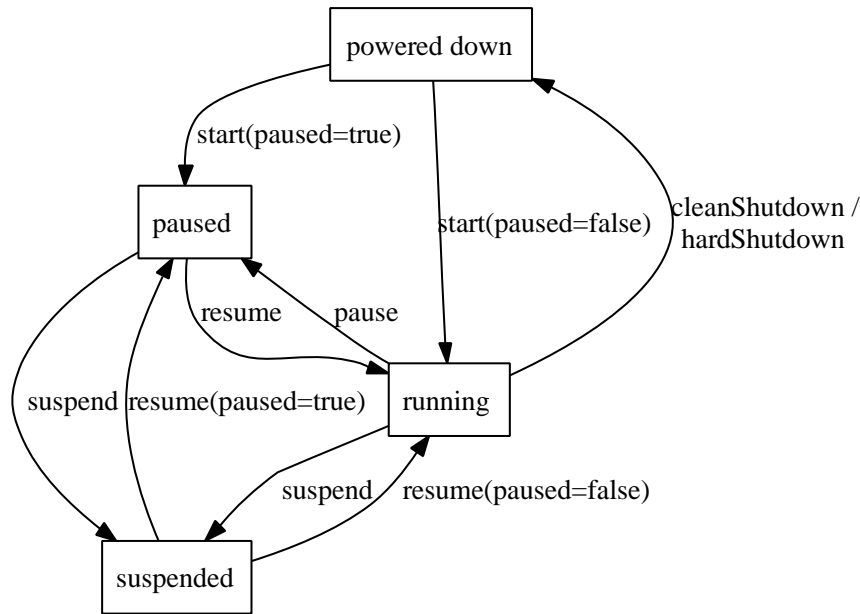 powered down
start(paused=true)
paused
start(paused=false)
cleanShutdown /
hardShutdown
resume
pause
suspend
resume(paused=true)
running
suspend
resume(paused=false)
suspended